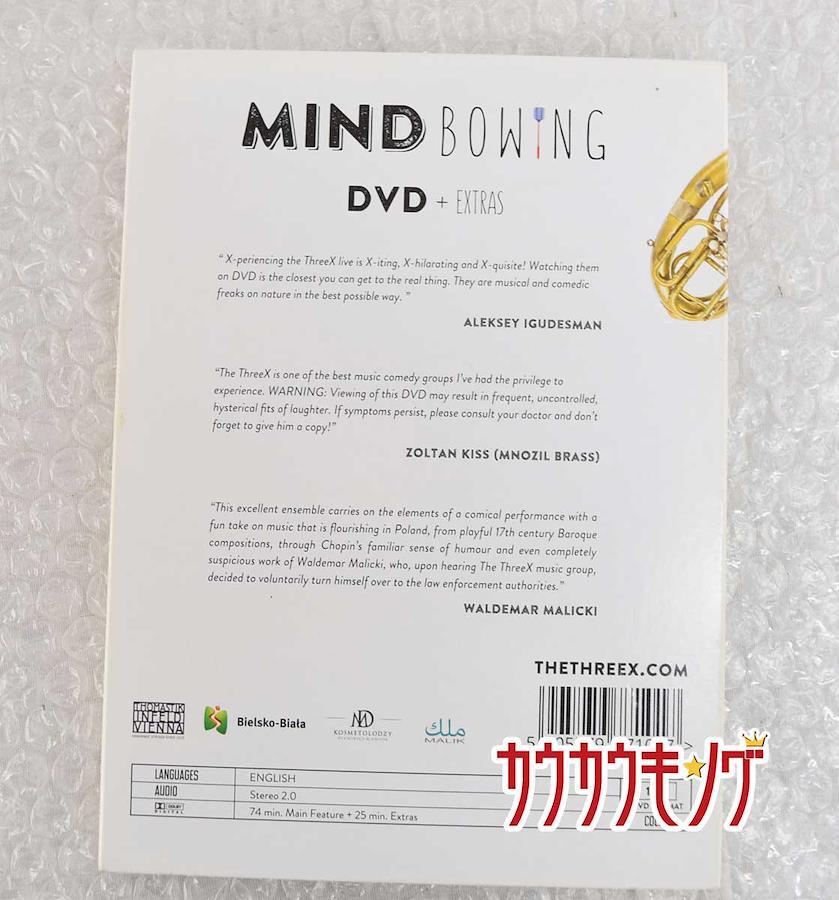 MIND BOWING
DVD + EXTRAS
“X-periencing the ThreeX live is X-iting, X-hilarating and X-quisite! Watching them
on DVD is the closest you can get to the real thing. They are musical and comedic
freaks on nature in the best possible way. ”
ALEKSEY IGUDESMAN
“The ThreeX is one of the best music comedy groups I’ve had the privilege to
experience. WARNING: Viewing of this DVD may result in frequent, uncontrolled,
hysterical fits of laughter. If symptoms persist, please consult your doctor and don’t
forget to give him a copy!”
ZOLTAN KISS (MNOZIL BRASS)
“This excellent ensemble carries on the elements of a comical performance with a
fun take on music that is flourishing in Poland, from playful 17th century Baroque
compositions, through Chopin’s familiar sense of humour and even completely
suspicious work of Waldemar Malicki, who, upon hearing The ThreeX music group,
decided to voluntarily turn himself over to the law enforcement authorities.”
WALDEMAR MALICKI
THETHREEX.COM
THOMASTIK
INFELD
VIENNA
Bielsko-Biała
KOSMETOLODZY
ملك
MALIK
カウカウキング
LANGUAGES ENGLISH
AUDIO Stereo 2.0
DOLBY
DIGITAL
74 min. Main Feature + 25 min. Extras